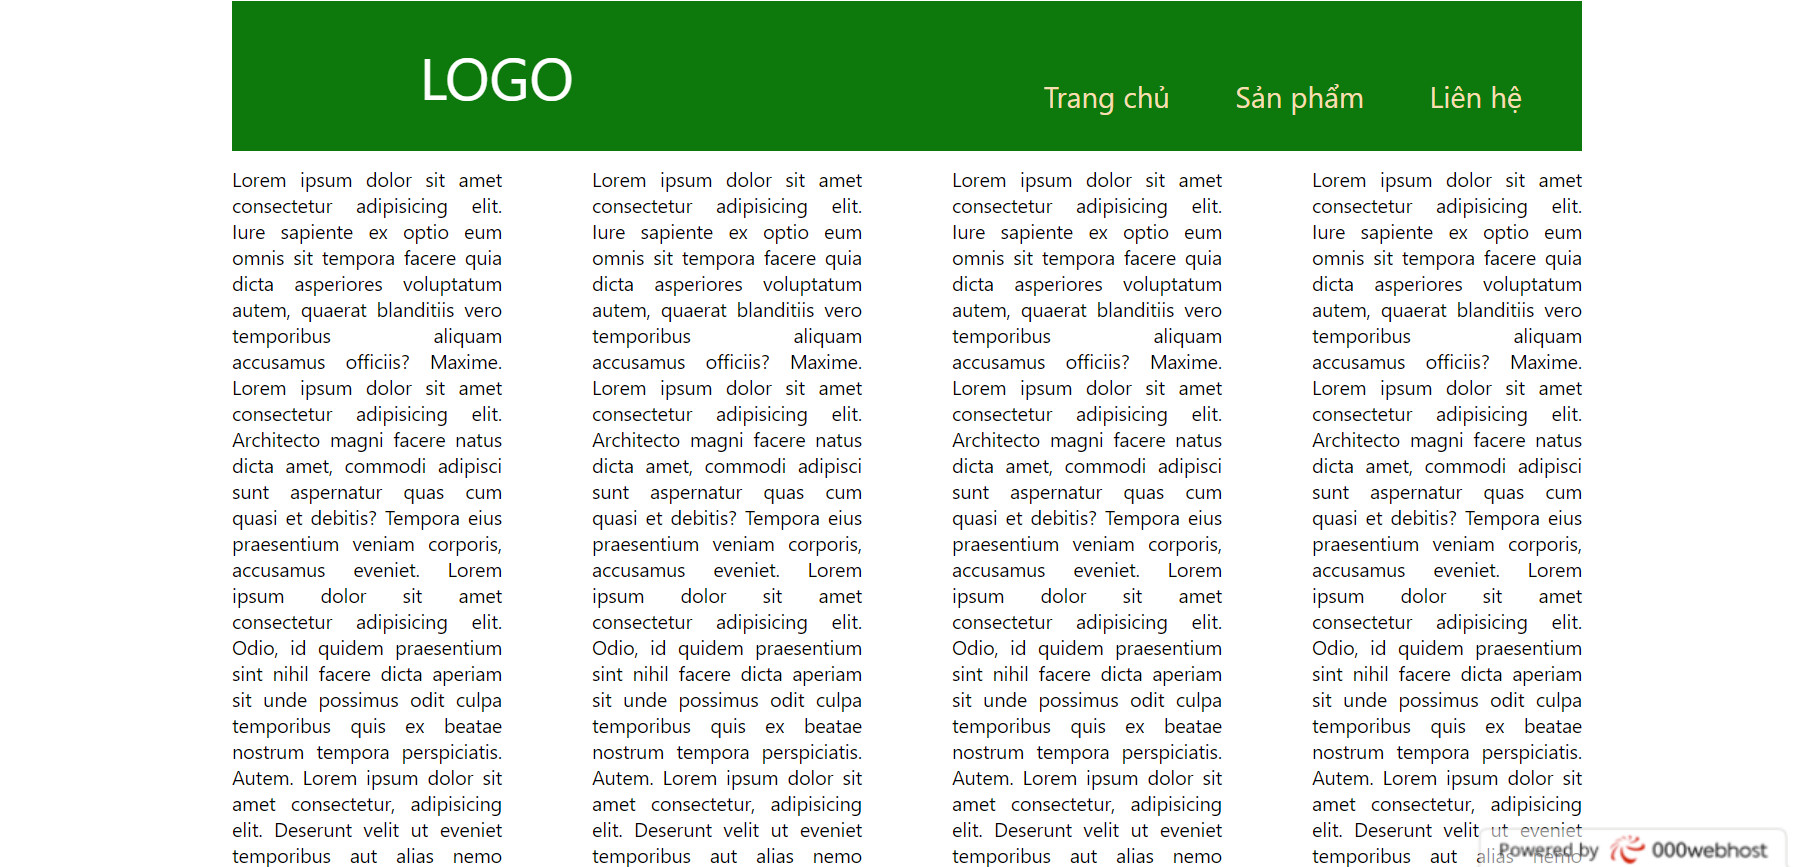 LOGO
Trang chủ
Sản phẩm
Liên hệ
Lorem ipsum dolor sit amet
consectetur adipisicing elit.
Iure sapiente ex optio eum
omnis sit tempora facere quia
dicta asperiores voluptatum
autem, quaerat blanditiis vero
temporibus aliquam
accusamus officiis? Maxime.
Lorem ipsum dolor sit amet
consectetur adipisicing elit.
Architecto magni facere natus
dicta amet, commodi adipisci
sunt aspernatur quas cum
quasi et debitis? Tempora eius
praesentium veniam corporis,
accusamus eveniet. Lorem
ipsum dolor sit amet
consectetur adipisicing elit.
Odio, id quidem praesentium
sint nihil facere dicta aperiam
sit unde possimus odit culpa
temporibus quis ex beatae
nostrum tempora perspiciatis.
Autem. Lorem ipsum dolor sit
amet consectetur, adipisicing
elit. Deserunt velit ut eveniet
temporibus aut alias nemo
Lorem ipsum dolor sit amet
consectetur adipisicing elit.
Iure sapiente ex optio eum
omnis sit tempora facere quia
dicta asperiores voluptatum
autem, quaerat blanditiis vero
temporibus aliquam
accusamus officiis? Maxime.
Lorem ipsum dolor sit amet
consectetur adipisicing elit.
Architecto magni facere natus
dicta amet, commodi adipisci
sunt aspernatur quas cum
quasi et debitis? Tempora eius
praesentium veniam corporis,
accusamus eveniet. Lorem
ipsum dolor sit amet
consectetur adipisicing elit.
Odio, id quidem praesentium
sint nihil facere dicta aperiam
sit unde possimus odit culpa
temporibus quis ex beatae
nostrum tempora perspiciatis.
Autem. Lorem ipsum dolor sit
amet consectetur, adipisicing
elit. Deserunt velit ut eveniet
temporibus aut alias nemo
Lorem ipsum dolor sit amet
consectetur adipisicing elit.
Iure sapiente ex optio eum
omnis sit tempora facere quia
dicta asperiores voluptatum
autem, quaerat blanditiis vero
temporibus aliquam
accusamus officiis? Maxime.
Lorem ipsum dolor sit amet
consectetur adipisicing elit.
Architecto magni facere natus
dicta amet, commodi adipisci
sunt aspernatur quas cum
quasi et debitis? Tempora eius
praesentium veniam corporis,
accusamus eveniet. Lorem
ipsum dolor sit amet
consectetur adipisicing elit.
Odio, id quidem praesentium
sint nihil facere dicta aperiam
sit unde possimus odit culpa
temporibus quis ex beatae
nostrum tempora perspiciatis.
Autem. Lorem ipsum dolor sit
amet consectetur, adipisicing
elit. Deserunt velit ut eveniet
temporibus aut alias nemo
Lorem ipsum dolor sit amet
consectetur adipisicing elit.
Iure sapiente ex optio eum
omnis sit tempora facere quia
dicta asperiores voluptatum
autem, quaerat blanditiis vero
temporibus aliquam
accusamus officiis? Maxime.
Lorem ipsum dolor sit amet
consectetur adipisicing elit.
Architecto magni facere natus
dicta amet, commodi adipisci
sunt aspernatur quas cum
quasi et debitis? Tempora eius
praesentium veniam corporis,
accusamus eveniet. Lorem
ipsum dolor sit amet
consectetur adipisicing elit.
Odio, id quidem praesentium
sint nihil facere dicta aperiam
sit unde possimus odit culpa
temporibus quis ex beatae
nostrum tempora perspiciatis.
Autem. Lorem ipsum dolor sit
amet consectetur, adipisicing
elit. Deserunt velit ut eveniet
temporibus aut alias nemo
Powered by 000webhost